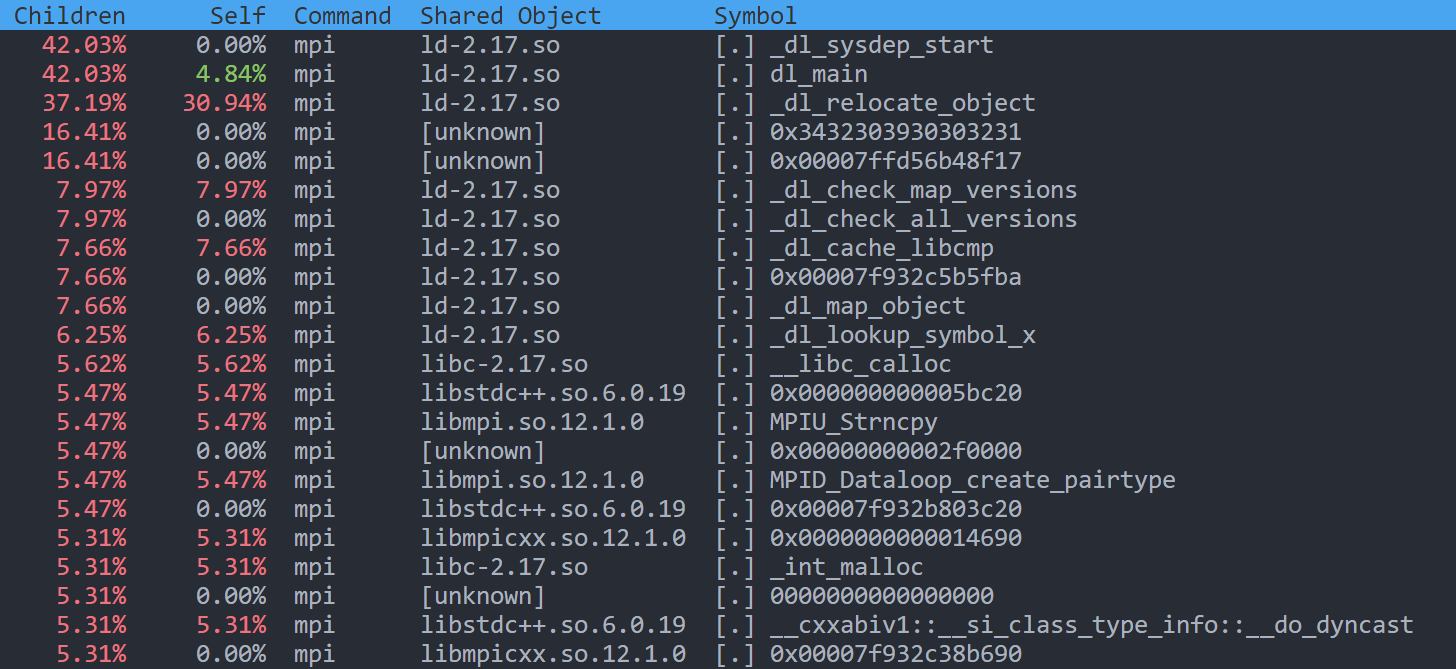 Children Self Command Shared Object Symbol
42.03% 0.00% mpi ld-2.17.so [.] _dl_sysdep_start
42.03% 4.84% mpi ld-2.17.so [.] dl_main
37.19% 30.94% mpi ld-2.17.so [.] _dl_relocate_object
16.41% 0.00% mpi [unknown] [.] 0x3432303930303231
16.41% 0.00% mpi [unknown] [.] 0x00007ffd56b48f17
7.97% 7.97% mpi ld-2.17.so [.] _dl_check_map_versions
7.97% 0.00% mpi ld-2.17.so [.] _dl_check_all_versions
7.66% 7.66% mpi ld-2.17.so [.] _dl_cache_libcmp
7.66% 0.00% mpi ld-2.17.so [.] 0x00007f932c5b5fba
7.66% 0.00% mpi ld-2.17.so [.] _dl_map_object
6.25% 6.25% mpi ld-2.17.so [.] _dl_lookup_symbol_x
5.62% 5.62% mpi libc-2.17.so [.] __libc_calloc
5.47% 5.47% mpi libstdc++.so.6.0.19 [.] 0x000000000005bc20
5.47% 5.47% mpi libmpi.so.12.1.0 [.] MPIU_Strncpy
5.47% 0.00% mpi [unknown] [.] 0x00000000002f0000
5.47% 5.47% mpi libmpi.so.12.1.0 [.] MPID_Dataloop_create_pairtype
5.47% 0.00% mpi libstdc++.so.6.0.19 [.] 0x00007f932b803c20
5.31% 5.31% mpi libmpicxx.so.12.1.0 [.] 0x0000000000014690
5.31% 5.31% mpi libc-2.17.so [.] _int_malloc
5.31% 0.00% mpi [unknown] [.] 0000000000000000
5.31% 5.31% mpi libstdc++.so.6.0.19 [.] __cxxabiv1::__si_class_type_info::__do_dyncast
5.31% 0.00% mpi libmpicxx.so.12.1.0 [.] 0x00007f932c38b690